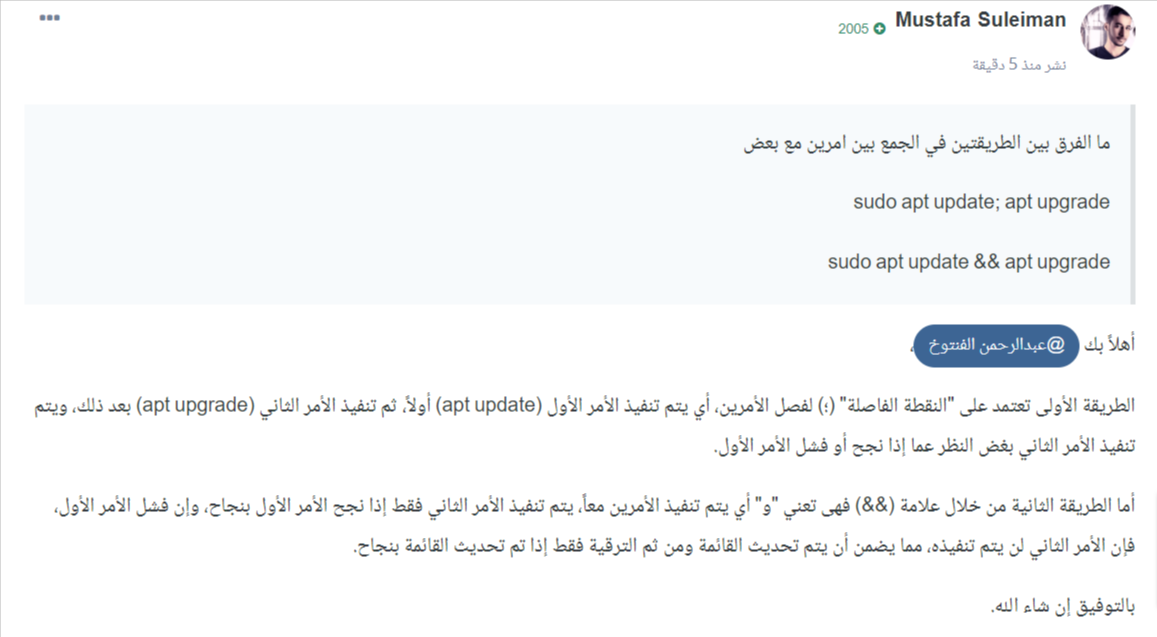 Mustafa Suleiman
2005
نشر منذ 5 دقيقة
ما الفرق بين الطريقتين في الجمع بين امرين مع بعض
sudo apt update; apt upgrade
sudo apt update && apt upgrade
أهلاً بك @عبدالرحمن الفنتوخ،
الطريقة الأولى تعتمد على "النقطة الفاصلة" (؛) لفصل الأمرين، أي يتم تنفيذ الأمر الأول (apt update) أولاً، ثم تنفيذ الأمر الثاني (apt upgrade) بعد ذلك، ويتم
تنفيذ الأمر الثاني بغض النظر عما إذا نجح أو فشل الأمر الأول.
أما الطريقة الثانية من خلال علامة (&&) فهى تعني "و" أي يتم تنفيذ الأمرين معاً، يتم تنفيذ الأمر الثاني فقط إذا نجح الأمر الأول بنجاح، وإن فشل الأمر الأول،
فإن الأمر الثاني لن يتم تنفيذه، مما يضمن أن يتم تحديث القائمة ومن ثم الترقية فقط إذا تم تحديث القائمة بنجاح.
بالتوفيق إن شاء الله.